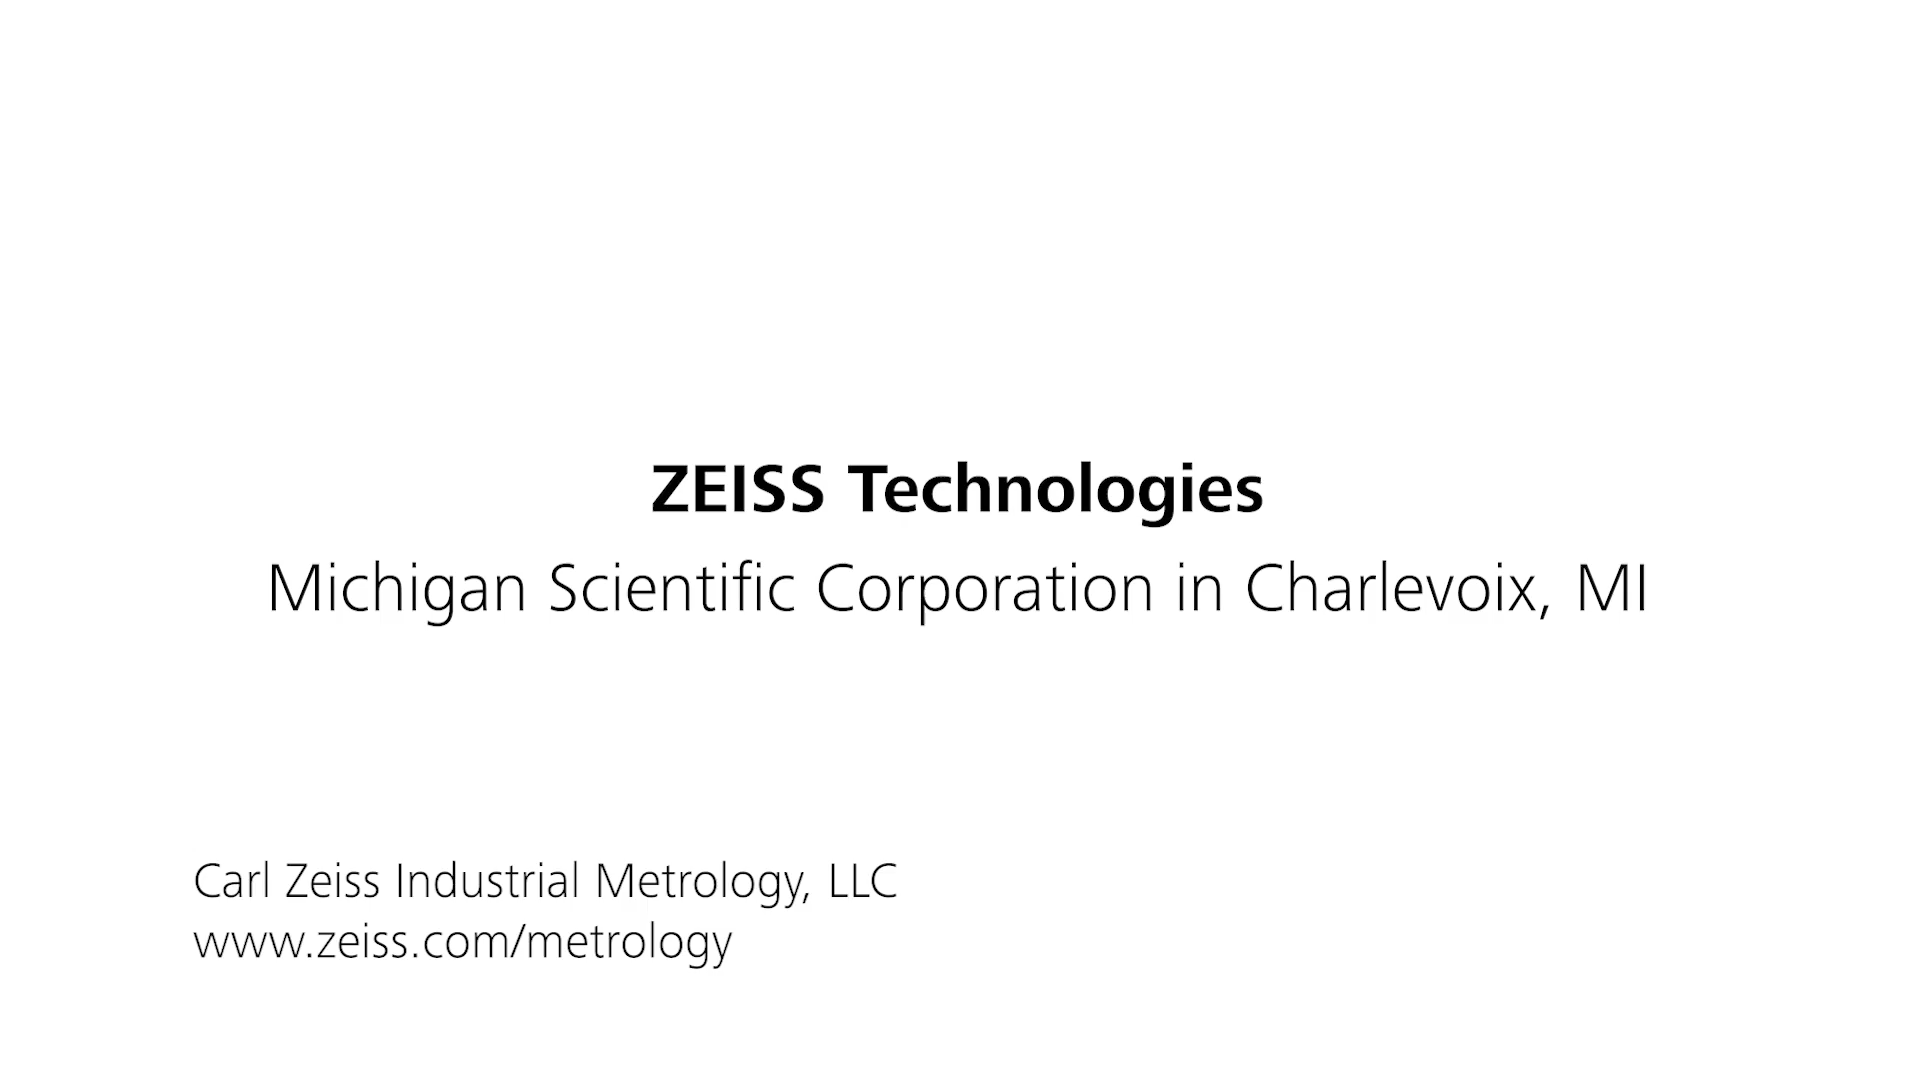 ZEISS Technologies
Michigan Scientific Corporation in Charlevoix, MI
Carl Zeiss Industrial Metrology, LLC
www.zeiss.com/metrology